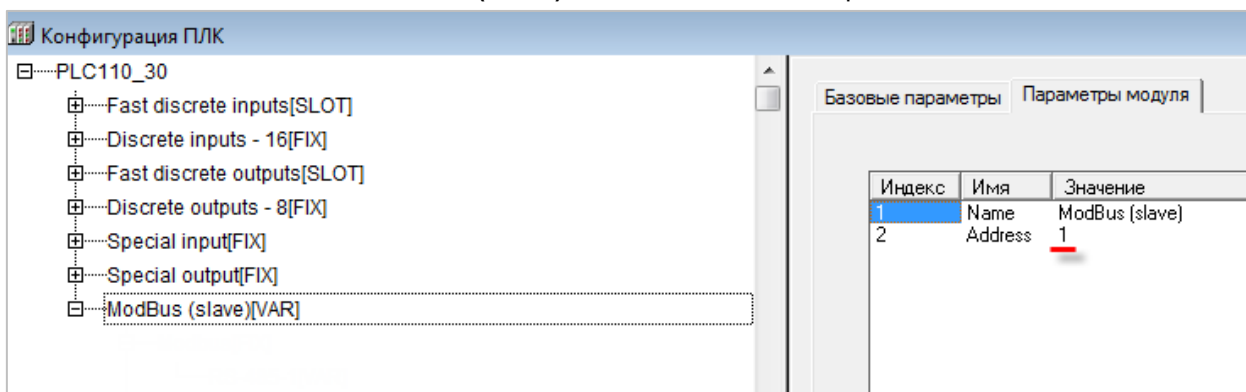 Конфигурация ПЛК
PLC110_30
Fast discrete inputs[SLOT]
Discrete inputs - 16[FIX]
Fast discrete outputs[SLOT]
Discrete outputs - 8[FIX]
Special input[FIX]
Special output[FIX]
ModBus (slave)[VAR]
Базовые параметры Параметры модуля
Индекс Имя Значение
1 Name ModBus (slave)
2 Address 1